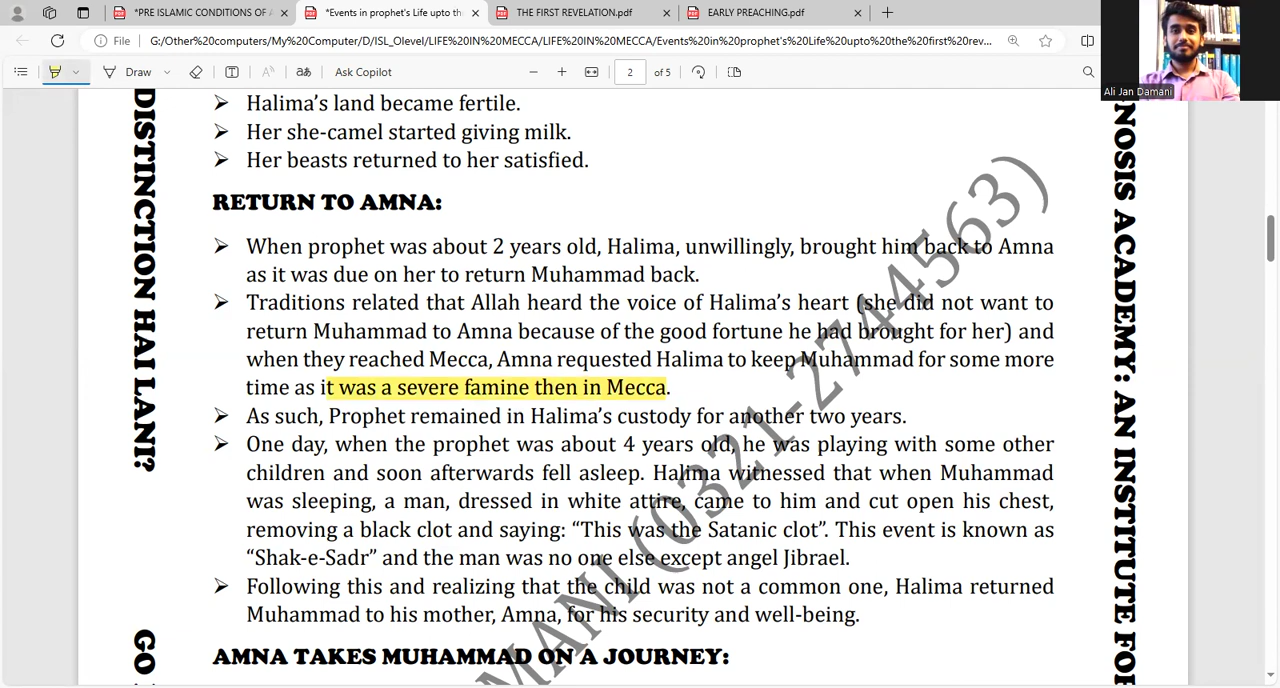 *PRE ISLAMIC CONDITIONS OF A
*Events in prophet's Life upto th
THE FIRST REVELATION.pdf
EARLY PREACHING.pdf
File
G:/Other%20computers/My%20Computer/D/ISL_Olevel/LIFE%20IN%20MECCA/LIFE%20IN%20MECCA/Events%20in%20prophet's%20Life%20upto%20the%20first%20rev...
Draw
aあ
Ask Copilot
2
of 5
Ali Jan Damani
DISTINCTION HAI LANI?
GO
GNOSIS ACADEMY: AN INSTITUTE FOR
MANI (0321-2744563)
➢ Halima's land became fertile.
➢ Her she-camel started giving milk.
➢ Her beasts returned to her satisfied.
RETURN TO AMNA:
➢ When prophet was about 2 years old, Halima, unwillingly, brought him back to Amna
as it was due on her to return Muhammad back.
➢ Traditions related that Allah heard the voice of Halima's heart (she did not want to
return Muhammad to Amna because of the good fortune he had brought for her) and
when they reached Mecca, Amna requested Halima to keep Muhammad for some more
time as it was a severe famine then in Mecca.
➢ As such, Prophet remained in Halima's custody for another two years.
➢ One day, when the prophet was about 4 years old, he was playing with some other
children and soon afterwards fell asleep. Halima witnessed that when Muhammad
was sleeping, a man, dressed in white attire, came to him and cut open his chest,
removing a black clot and saying: “This was the Satanic clot”. This event is known as
“Shak-e-Sadr” and the man was no one else except angel Jibrael.
➢ Following this and realizing that the child was not a common one, Halima returned
Muhammad to his mother, Amna, for his security and well-being.
AMNA TAKES MUHAMMAD ON A JOURNEY: